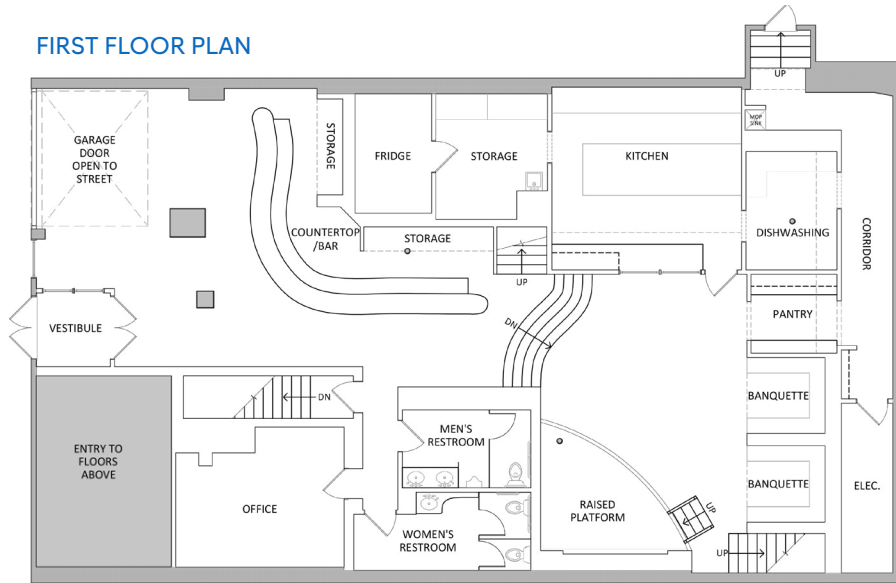 FIRST FLOOR PLAN
UP
MOP
SINK
GARAGE
DOOR
OPEN TO
STREET
STORAGE
FRIDGE
STORAGE
KITCHEN
COUNTERTOP
/BAR
STORAGE
DISHWASHING
CORRIDOR
UP
VESTIBULE
DN
PANTRY
DN
BANQUETTE
MEN'S
RESTROOM
ENTRY TO
FLOORS
ABOVE
BANQUETTE
ELEC.
OFFICE
RAISED
PLATFORM
UP
WOMEN'S
RESTROOM
UP